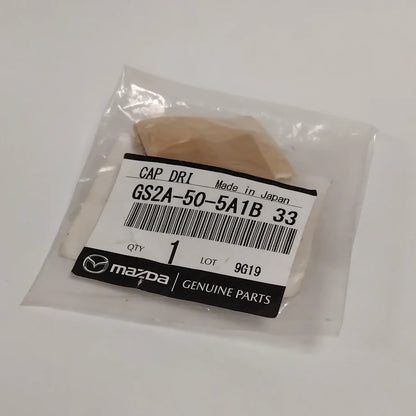 CAP DRI Made in Japan
GS2A-50-5A1B 33
QTY 1 LOT 9G19
mazda GENUINE PARTS